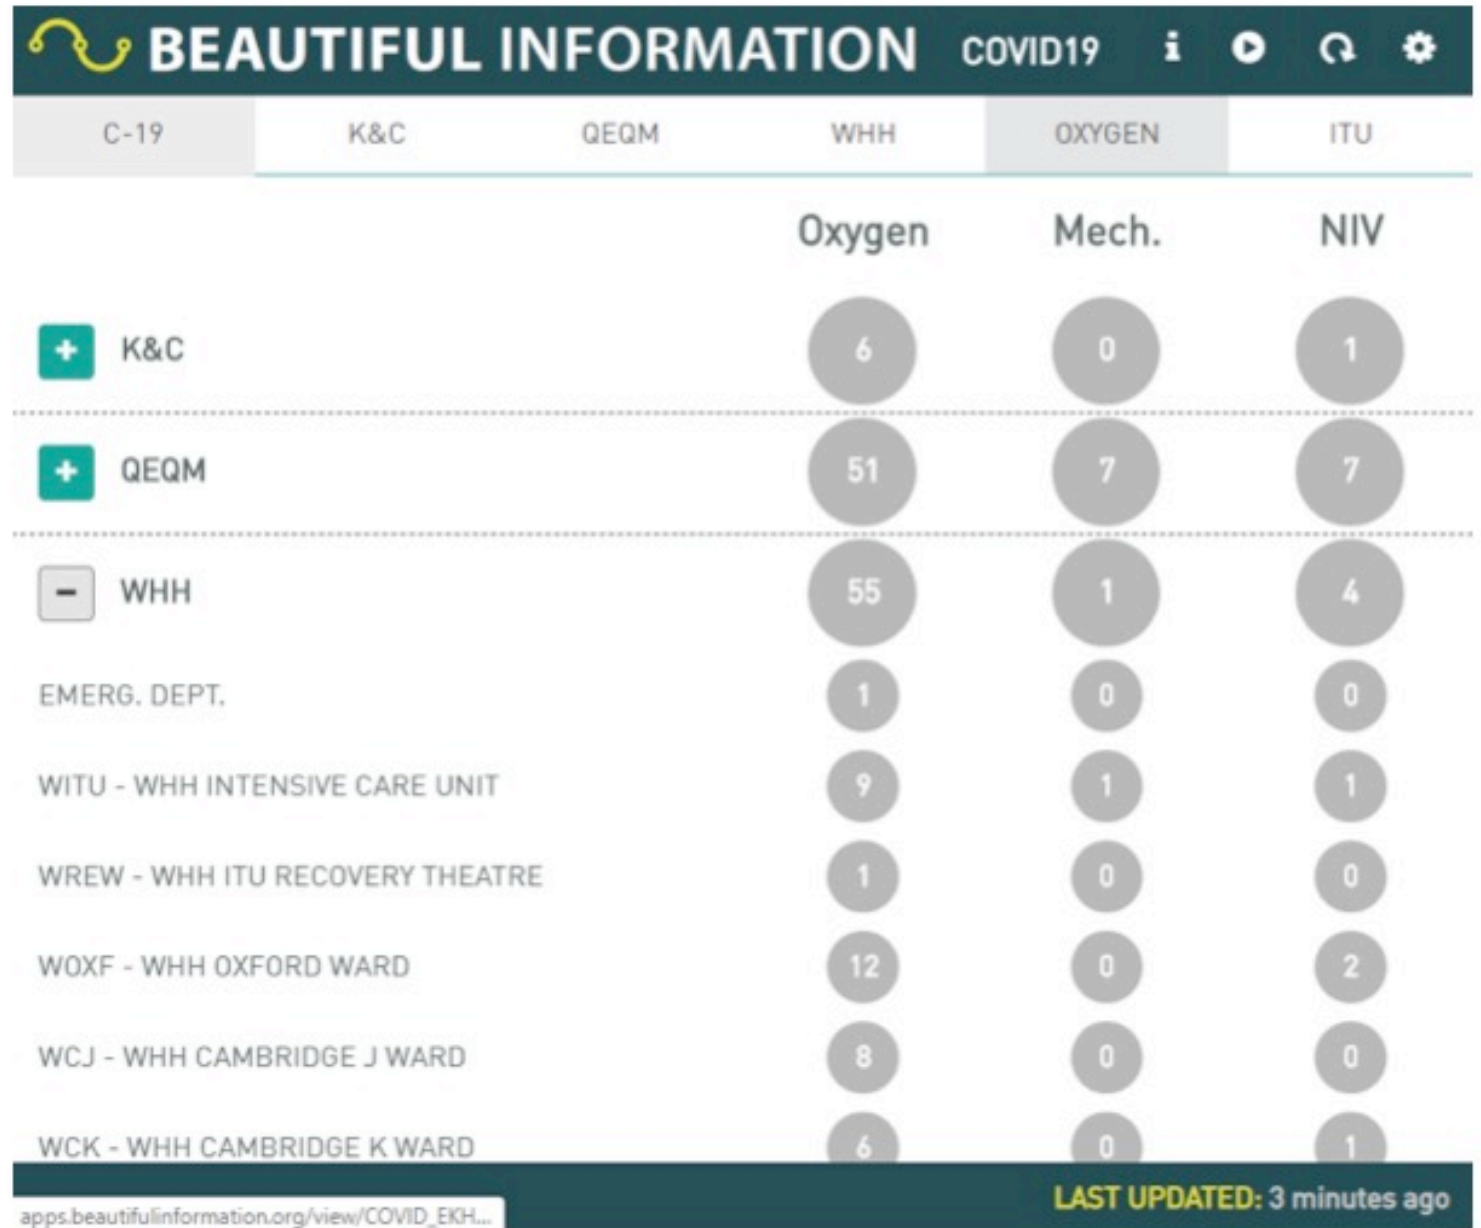 BEAUTIFUL INFORMATION COVID19
C-19 K&C QEQM WHH OXYGEN ITU
Oxygen Mech. NIV
K&C 6 0 1
QEQM 51 7 7
WHH 55 1 4
EMERG. DEPT. 1 0 0
WITU - WHH INTENSIVE CARE UNIT 9 1 1
WREW - WHH ITU RECOVERY THEATRE 1 0 0
WOXF - WHH OXFORD WARD 12 0 2
WCJ - WHH CAMBRIDGE J WARD 8 0 0
WCK - WHH CAMBRIDGE K WARD 6 0 1
LAST UPDATED: 3 minutes ago
apps.beautifulinformation.org/view/COVID_EKH...